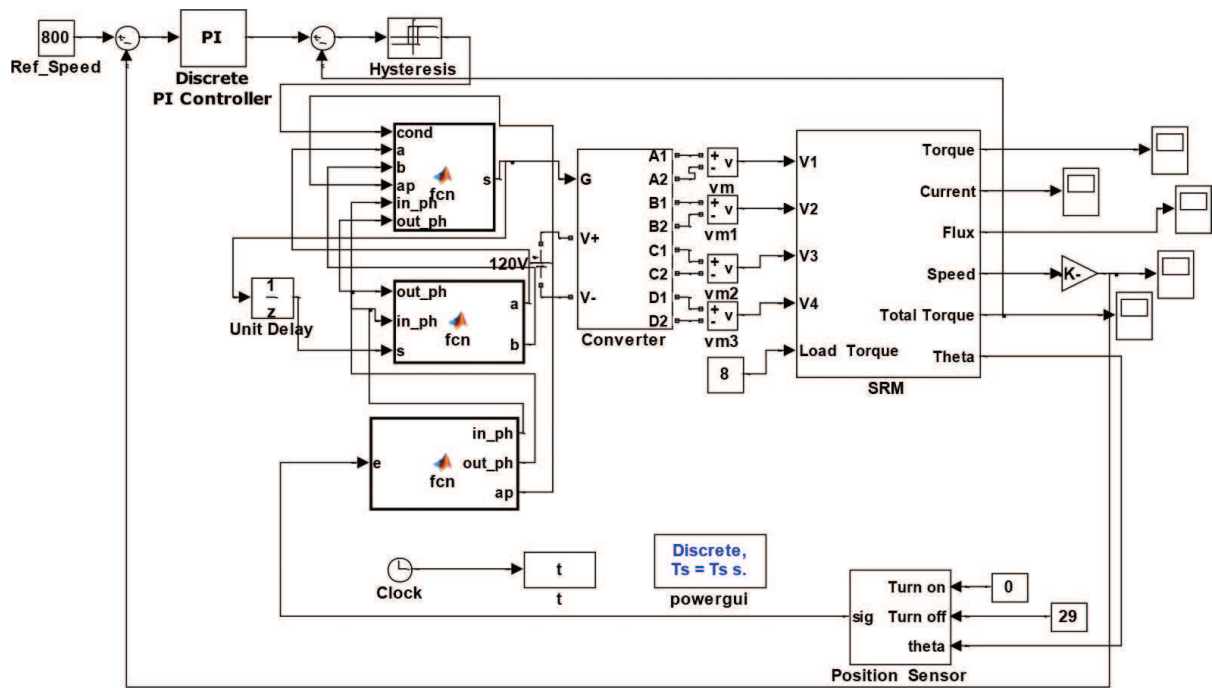 800
Ref_Speed
PI
Discrete
PI Controller
Hysteresis
cond
a
b
ap
in_ph
out_ph
fcn
s
out_ph
in_ph
s
fcn
a
b
1
z
Unit Delay
e
fcn
in_ph
out_ph
ap
120V
G
V+
V-
A1
A2
B1
B2
C1
C2
D1
D2
Converter
+
-
v
vm
+
-
v
vm1
+
-
v
vm2
+
-
v
vm3
8
V1
V2
V3
V4
Load Torque
Torque
Current
Flux
Speed
Total Torque
Theta
SRM
K-
Clock
t
t
Discrete,
Ts = Ts s.
powergui
sig
Turn on
Turn off
theta
Position Sensor
0
29